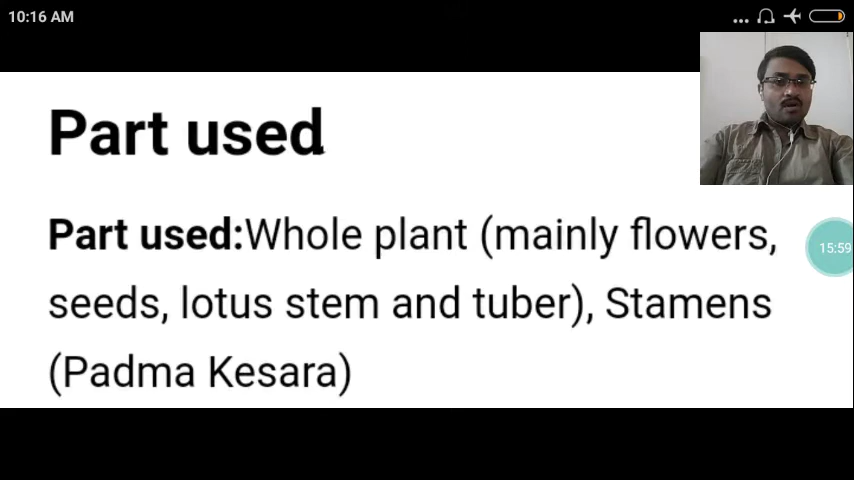 10:16 AM
Part used
Part used:Whole plant (mainly flowers,
seeds, lotus stem and tuber), Stamens
(Padma Kesara)
15:59